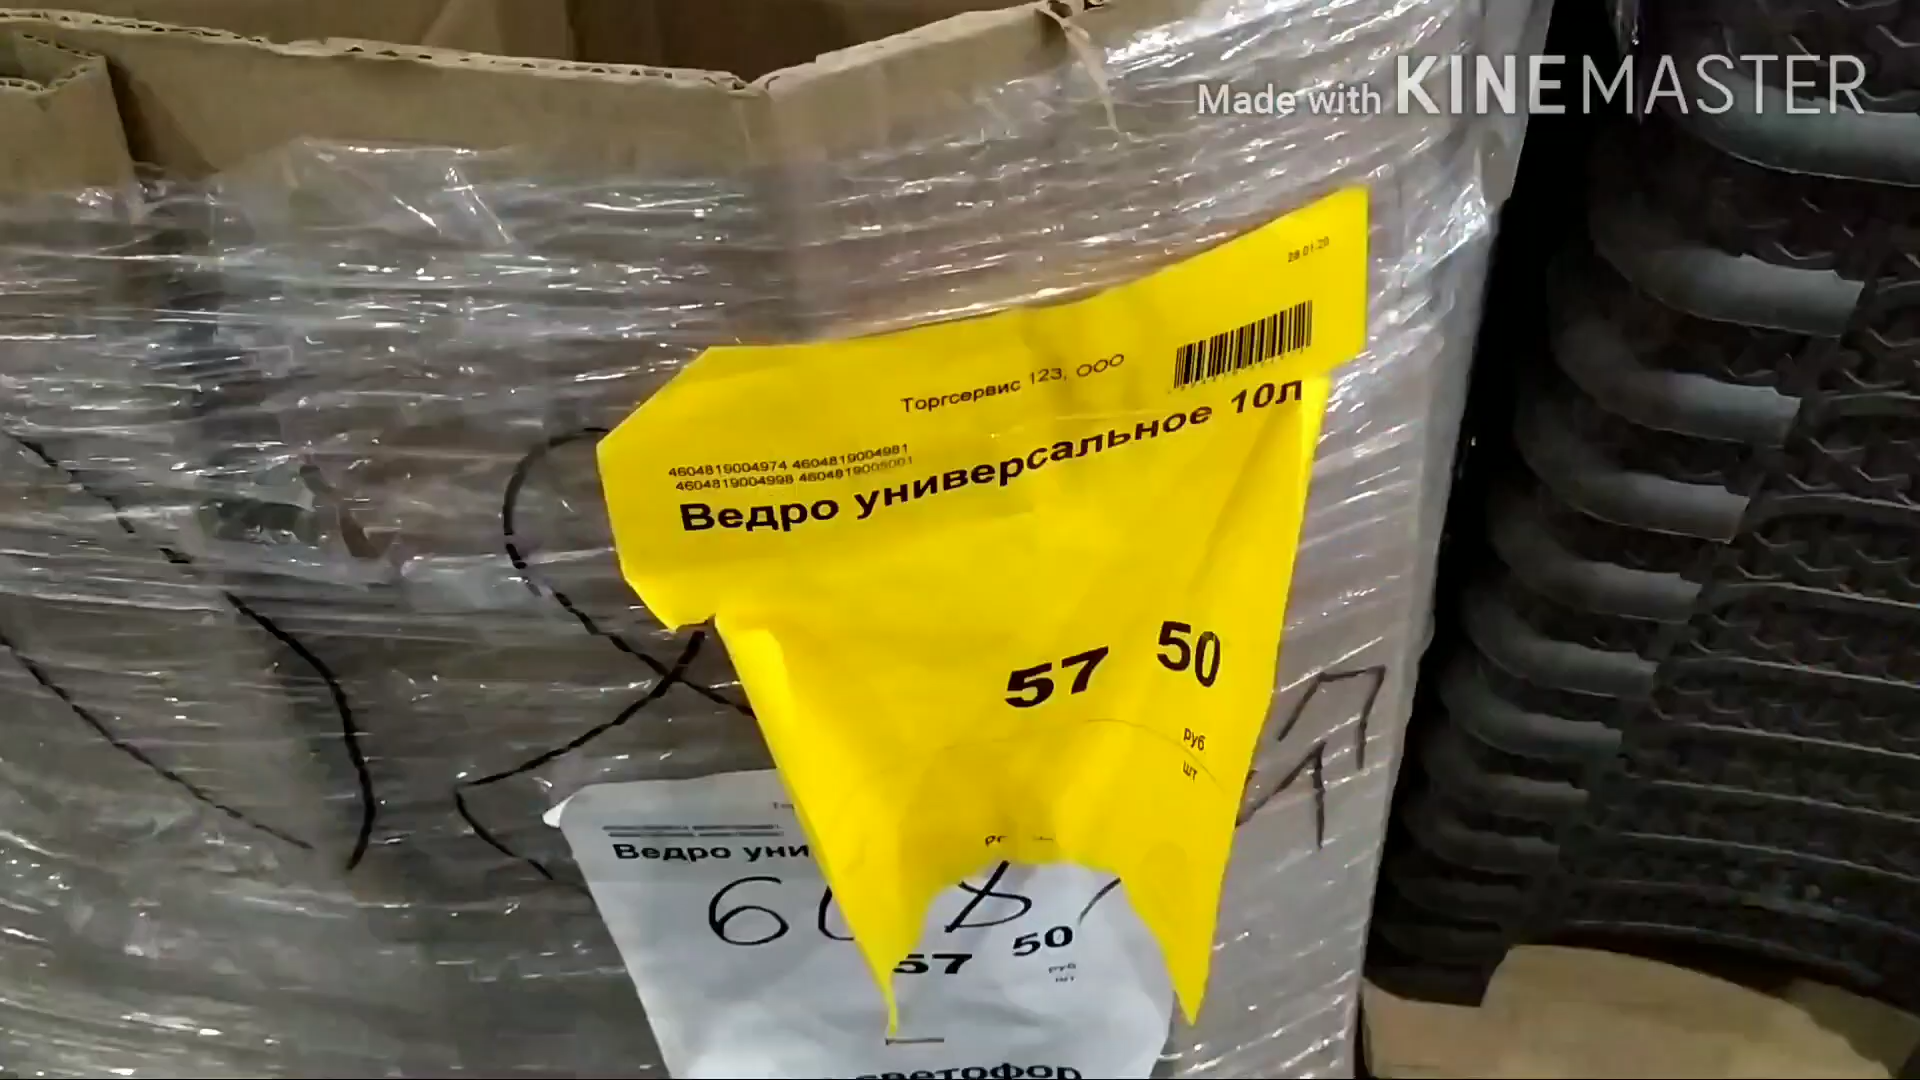 Made with KINEMASTER
28.01.20
Торгсервис 123, ООО
4604819004974 4604819004981
4604819004998 4604819005001
Ведро универсальное 10л
57 50
руб
шт
Ведро уни
57 50
руб
шт
светофор